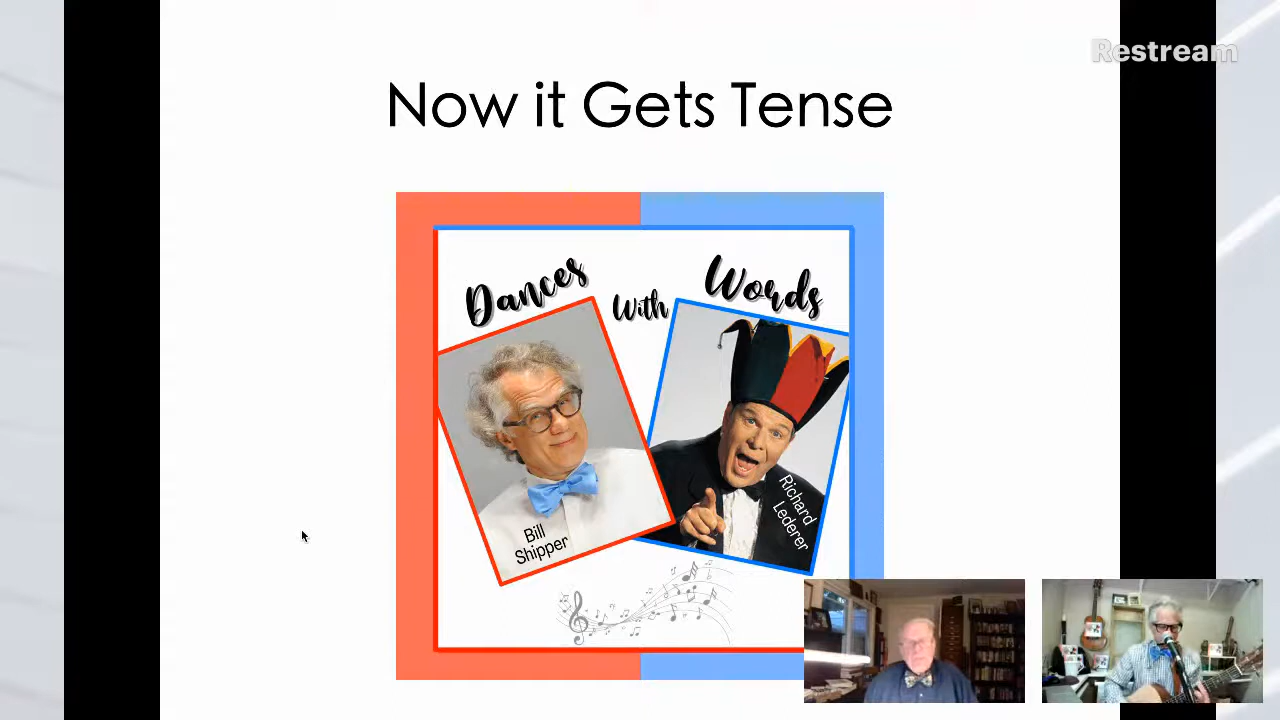 Restream
Now it Gets Tense
Dances With Words
Bill
Shipper
Richard
Lederer